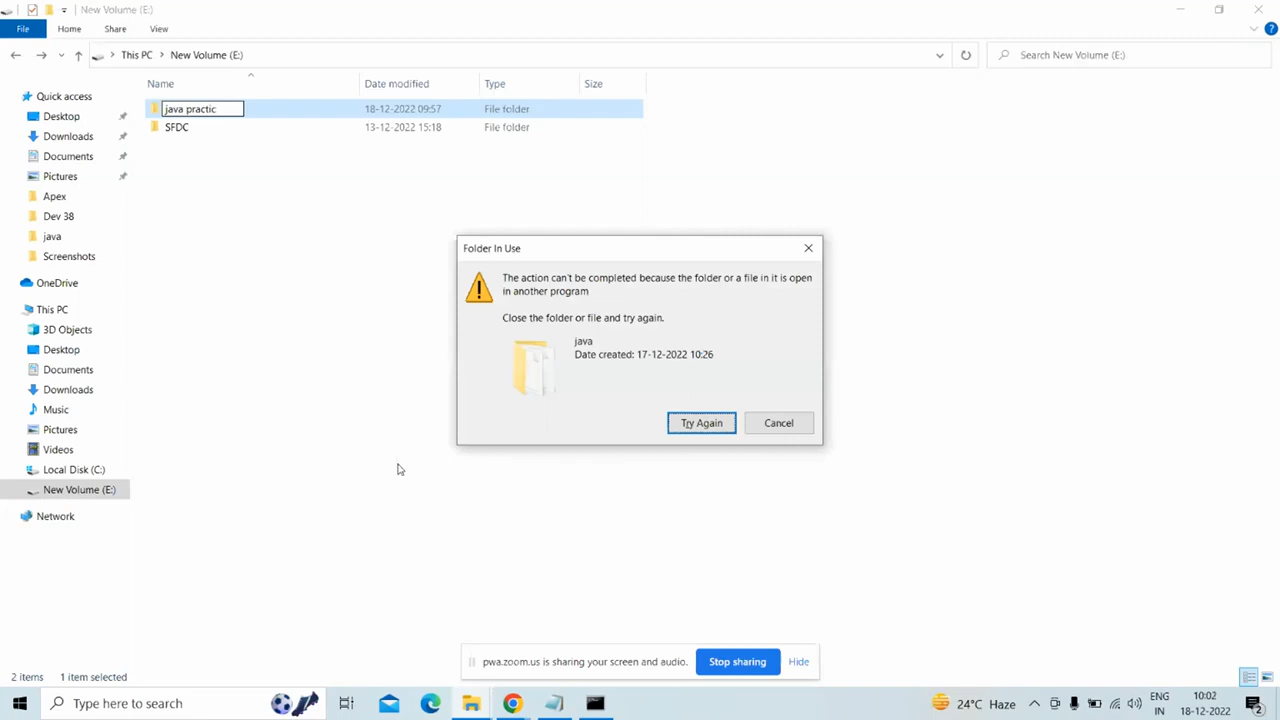 New Volume (E:)
File Home Share View
This PC New Volume (E:) Search New Volume (E:)
Name Date modified Type Size
java practic 18-12-2022 09:57 File folder
SFDC 13-12-2022 15:18 File folder
Quick access
Desktop
Downloads
Documents
Pictures
Apex
Dev 38
java
Screenshots
OneDrive
This PC
3D Objects
Desktop
Documents
Downloads
Music
Pictures
Videos
Local Disk (C:)
New Volume (E:)
Network
Folder In Use
The action can't be completed because the folder or a file in it is open
in another program
Close the folder or file and try again.
java
Date created: 17-12-2022 10:26
Try Again Cancel
pwa.zoom.us is sharing your screen and audio. Stop sharing Hide
2 items 1 item selected
Type here to search
24°C Haze
ENG
IN
10:02
18-12-2022
2